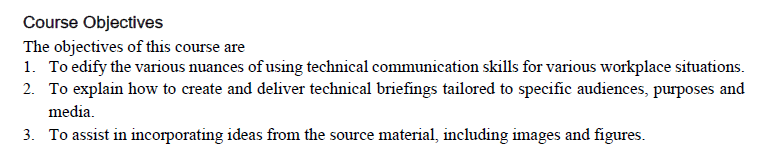 Course Objectives
The objectives of this course are
1. To edify the various nuances of using technical communication skills for various workplace situations.
2. To explain how to create and deliver technical briefings tailored to specific audiences, purposes and
media.
3. To assist in incorporating ideas from the source material, including images and figures.